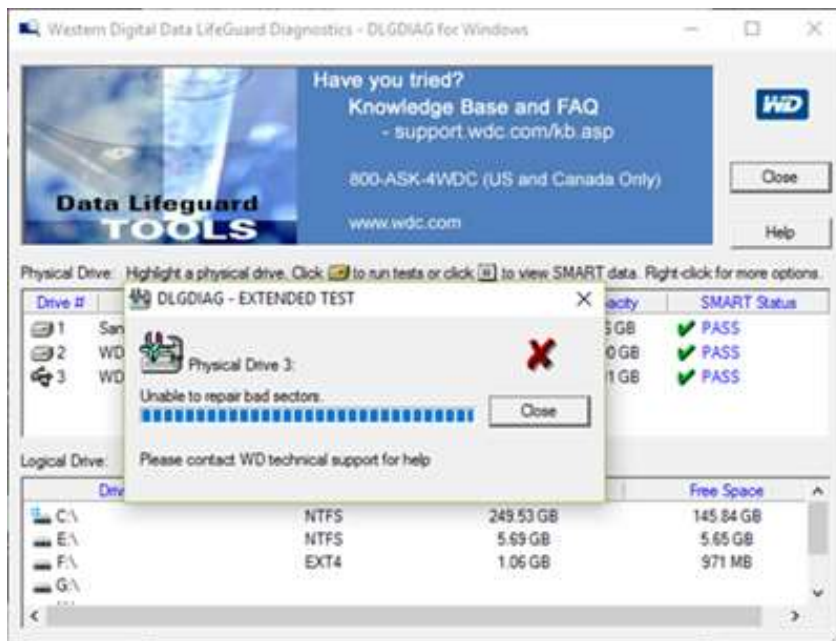 Western Digital Data LifeGuard Diagnostics - DLGDIAG for Windows
Have you tried?
Knowledge Base and FAQ
- support.wdc.com/kb.asp
800-ASK-4WDC (US and Canada Only)
www.wdc.com
Data Lifeguard
TOOLS
WD
Close
Help
Physical Drive: Highlight a physical drive. Click to run tests or click to view SMART data. Right-click for more options.
Drive # SMART Status
1 San GB PASS
2 WD GB PASS
3 WD GB PASS
DLGDIAG - EXTENDED TEST
Physical Drive 3:
Unable to repair bad sectors.
Close
Please contact WD technical support for help
Logical Drive:
Driv Free Space
C:\ NTFS 249.53 GB 145.84 GB
E:\ NTFS 5.69 GB 5.65 GB
F:\ EXT4 1.06 GB 971 MB
G:\